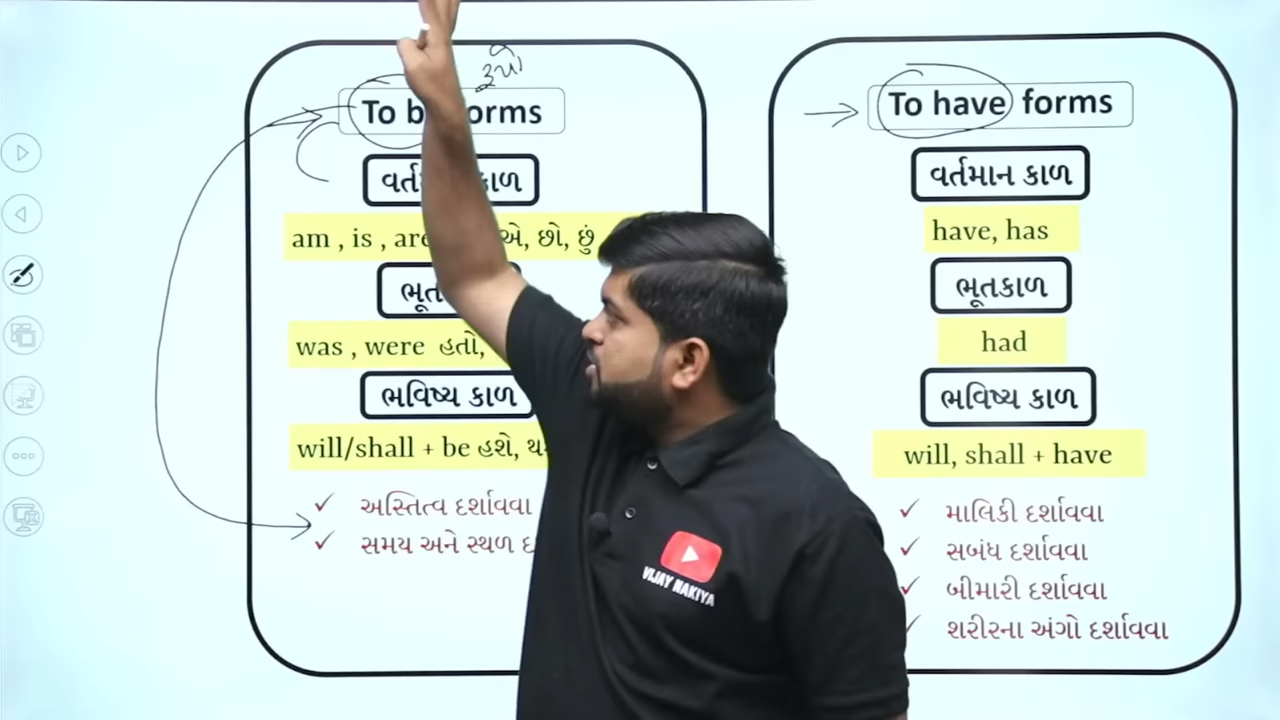 રૂપો
To b orms
વર્ત કાળ
am , is , are એ, છો, છું
ભૂત
was , were હતો,
ભવિષ્ય કાળ
will/shall + be હશે,
અસ્તિત્વ દર્શાવવા
સમય અને સ્થળ
To have forms
વર્તમાન કાળ
have, has
ભૂતકાળ
had
ભવિષ્ય કાળ
will, shall + have
માલિકી દર્શાવવા
સબંધ દર્શાવવા
બીમારી દર્શાવવા
શરીરના અંગો દર્શાવવા
VIJAY NAKIYA